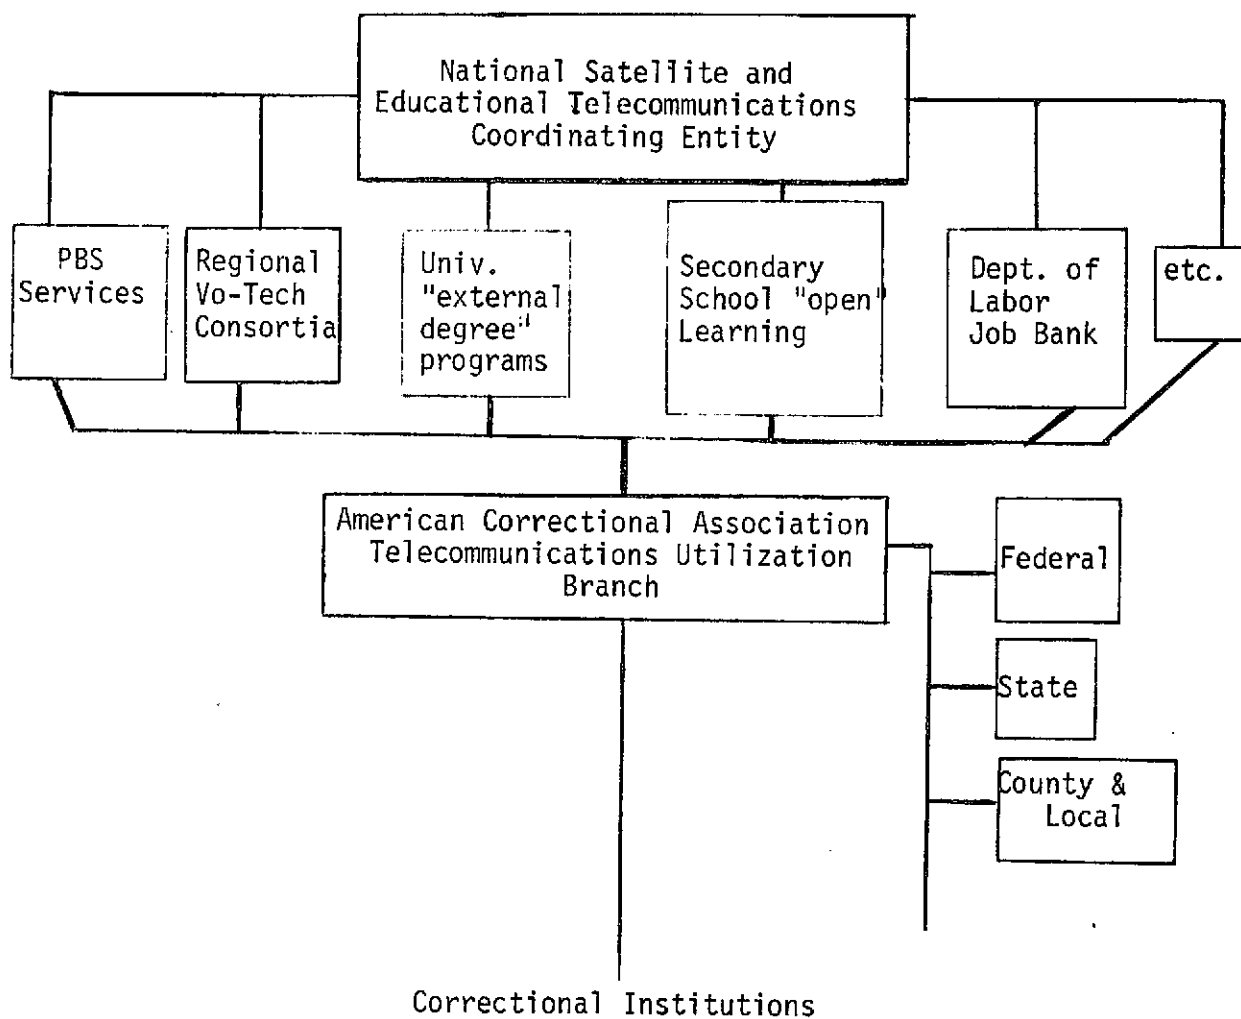 National Satellite and
Educational Telecommunications
Coordinating Entity
PBS
Services
Regional
Vo-Tech
Consortia
Univ.
"external
degree"
programs
Secondary
School "open"
Learning
Dept. of
Labor
Job Bank
etc.
American Correctional Association
Telecommunications Utilization
Branch
Federal
State
County &
Local
Correctional Institutions